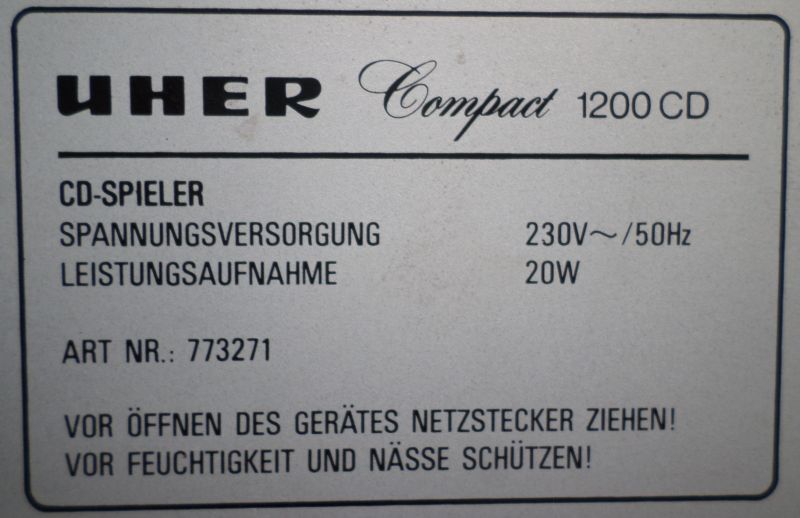 UHER Compact 1200 CD
CD-SPIELER
SPANNUNGSVERSORGUNG 230V~/50Hz
LEISTUNGSAUFNAHME 20W
ART NR.: 773271
VOR ÖFFNEN DES GERÄTES NETZSTECKER ZIEHEN!
VOR FEUCHTIGKEIT UND NÄSSE SCHÜTZEN!